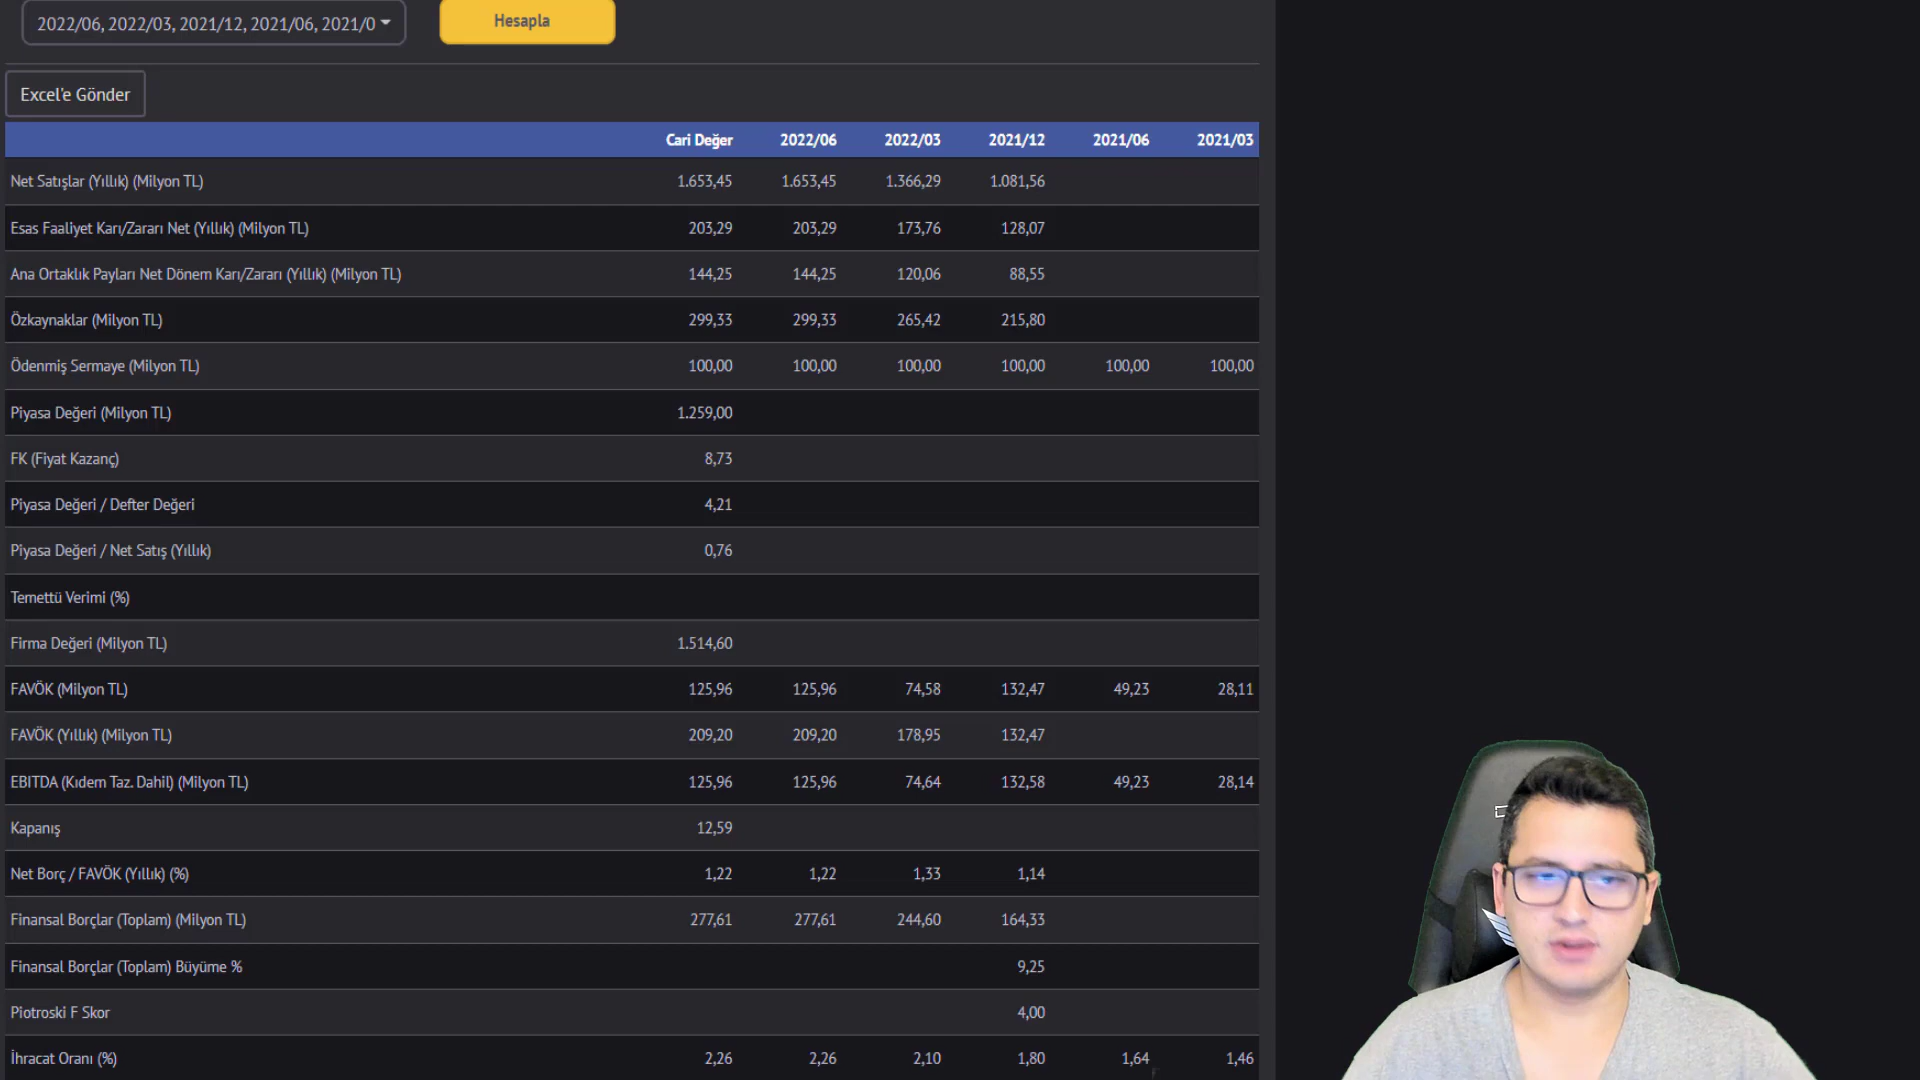 2022/06, 2022/03, 2021/12, 2021/06, 2021/0
Hesapla
Excel'e Gönder
Cari Değer 2022/06 2022/03 2021/12 2021/06 2021/03
Net Satışlar (Yıllık) (Milyon TL) 1.653,45 1.653,45 1.366,29 1.081,56
Esas Faaliyet Karı/Zararı Net (Yıllık) (Milyon TL) 203,29 203,29 173,76 128,07
Ana Ortaklık Payları Net Dönem Karı/Zararı (Yıllık) (Milyon TL) 144,25 144,25 120,06 88,55
Özkaynaklar (Milyon TL) 299,33 299,33 265,42 215,80
Ödenmiş Sermaye (Milyon TL) 100,00 100,00 100,00 100,00 100,00 100,00
Piyasa Değeri (Milyon TL) 1.259,00
FK (Fiyat Kazanç) 8,73
Piyasa Değeri / Defter Değeri 4,21
Piyasa Değeri / Net Satış (Yıllık) 0,76
Temettü Verimi (%)
Firma Değeri (Milyon TL) 1.514,60
FAVÖK (Milyon TL) 125,96 125,96 74,58 132,47 49,23 28,11
FAVÖK (Yıllık) (Milyon TL) 209,20 209,20 178,95 132,47
EBITDA (Kıdem Taz. Dahil) (Milyon TL) 125,96 125,96 74,64 132,58 49,23 28,14
Kapanış 12,59
Net Borç / FAVÖK (Yıllık) (%) 1,22 1,22 1,33 1,14
Finansal Borçlar (Toplam) (Milyon TL) 277,61 277,61 244,60 164,33
Finansal Borçlar (Toplam) Büyüme % 9,25
Piotroski F Skor 4,00
İhracat Oranı (%) 2,26 2,26 2,10 1,80 1,64 1,46